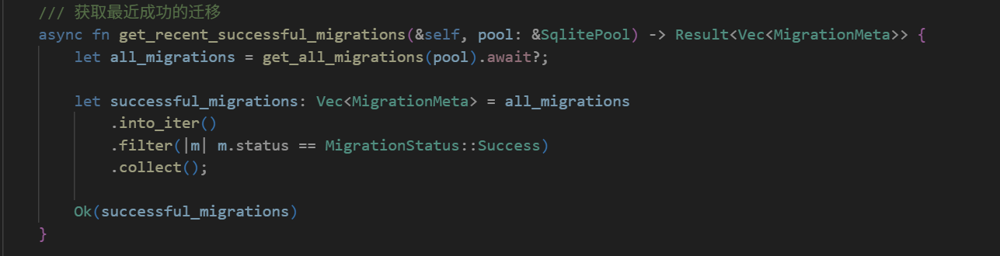 /// 获取最近成功的迁移
async fn get_recent_successful_migrations(&self, pool: &SqlitePool) -> Result<Vec<MigrationMeta>> {
    let all_migrations = get_all_migrations(pool).await?;

    let successful_migrations: Vec<MigrationMeta> = all_migrations
        .into_iter()
        .filter(|m| m.status == MigrationStatus::Success)
        .collect();

    Ok(successful_migrations)
}